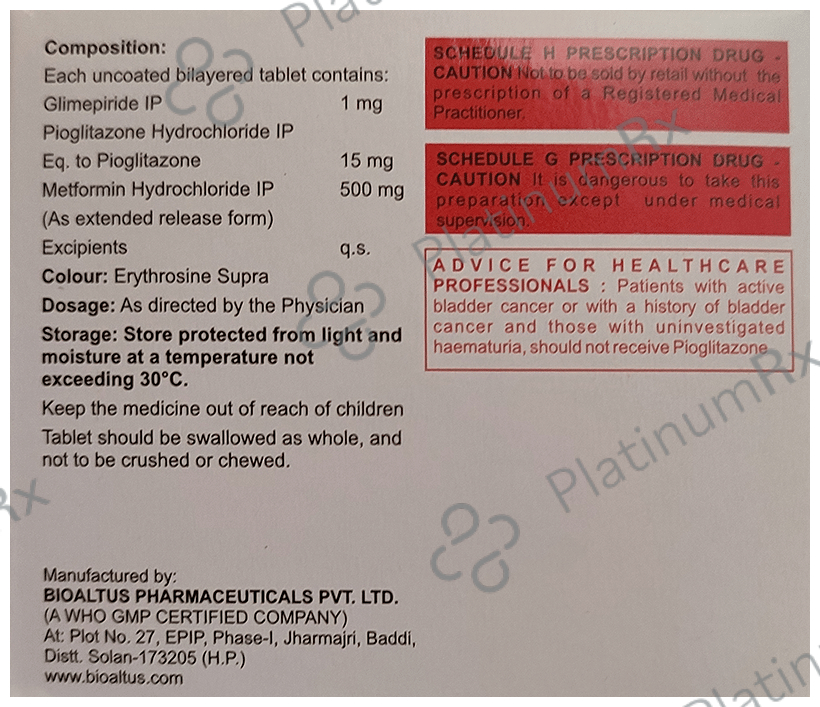 Composition:
Each uncoated bilayered tablet contains:
Glimepiride IP 1 mg
Pioglitazone Hydrochloride IP
Eq. to Pioglitazone 15 mg
Metformin Hydrochloride IP 500 mg
(As extended release form)
Excipients q.s.
Colour: Erythrosine Supra
Dosage: As directed by the Physician
Storage: Store protected from light and
moisture at a temperature not
exceeding 30°C.
Keep the medicine out of reach of children
Tablet should be swallowed as whole, and
not to be crushed or chewed.
Manufactured by:
BIOALTUS PHARMACEUTICALS PVT. LTD.
(A WHO GMP CERTIFIED COMPANY)
At: Plot No. 27, EPIP, Phase-I, Jharmajri, Baddi,
Distt. Solan-173205 (H.P.)
www.bioaltus.com
SCHEDULE H PRESCRIPTION DRUG -
CAUTION Not to be sold by retail without the
prescription of a Registered Medical
Practitioner.
SCHEDULE G PRESCRIPTION DRUG -
CAUTION It is dangerous to take this
preparation except under medical
supervision.
ADVICE FOR HEALTHCARE
PROFESSIONALS : Patients with active
bladder cancer or with a history of bladder
cancer and those with uninvestigated
haematuria, should not receive Pioglitazone
Platinum
PlatinumRx
PlatinumRx
Rx
Platin